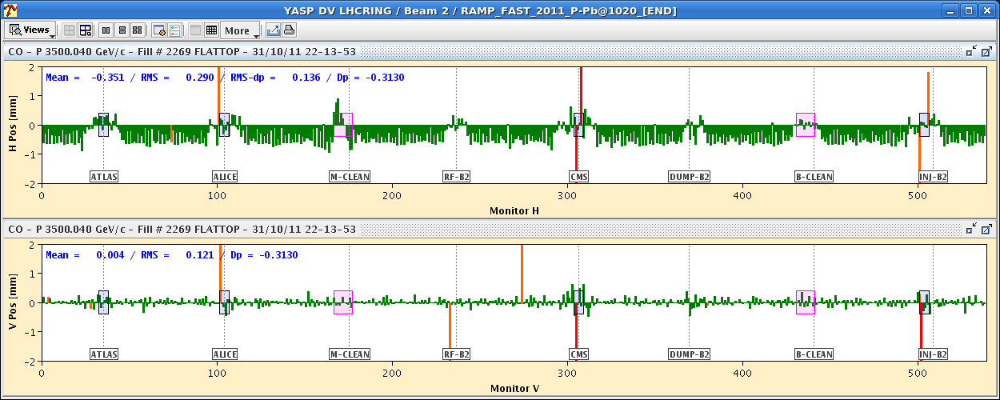 YASP DV LHCRING / Beam 2 / RAMP_FAST_2011_P-Pb@1020_[END]
Views More
CO - P 3500.040 GeV/c - Fill # 2269 FLATTOP - 31/10/11 22-13-53
Mean = -0.351 / RMS = 0.290 / RMS-dp = 0.136 / Dp = -0.3130
H Pos [mm]
2
1
0
-1
-2
ATLAS ALICE M-CLEAN RF-B2 CMS DUMP-B2 B-CLEAN INJ-B2
0 100 200 300 400 500
Monitor H
CO - P 3500.040 GeV/c - Fill # 2269 FLATTOP - 31/10/11 22-13-53
Mean = 0.004 / RMS = 0.121 / Dp = -0.3130
V Pos [mm]
2
1
0
-1
-2
ATLAS ALICE M-CLEAN RF-B2 CMS DUMP-B2 B-CLEAN INJ-B2
0 100 200 300 400 500
Monitor V